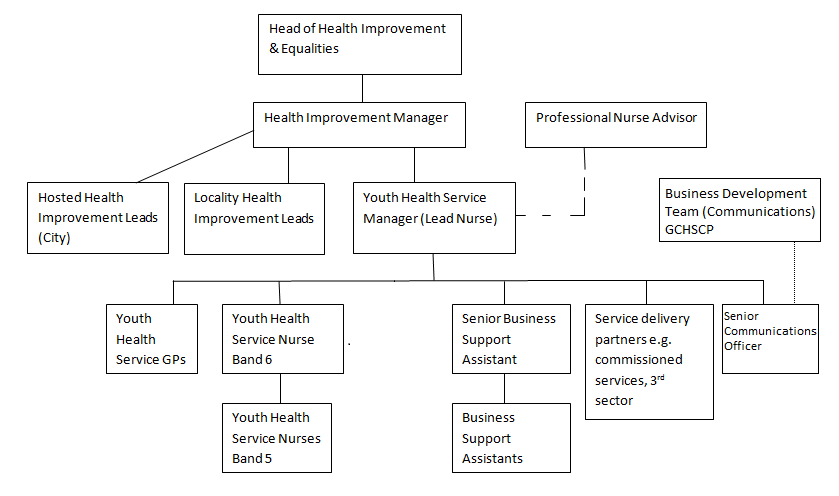 Head of Health Improvement
& Equalities
Health Improvement Manager
Professional Nurse Advisor
Hosted Health
Improvement Leads
(City)
Locality Health
Improvement Leads
Youth Health Service
Manager (Lead Nurse)
Business Development
Team (Communications)
GCHSCP
Youth
Health
Service GPs
Youth Health
Service Nurse
Band 6
Senior Business
Support
Assistant
Service delivery
partners e.g.
commissioned
services, 3rd
sector
Senior
Communications
Officer
Youth Health
Service Nurses
Band 5
Business
Support
Assistants